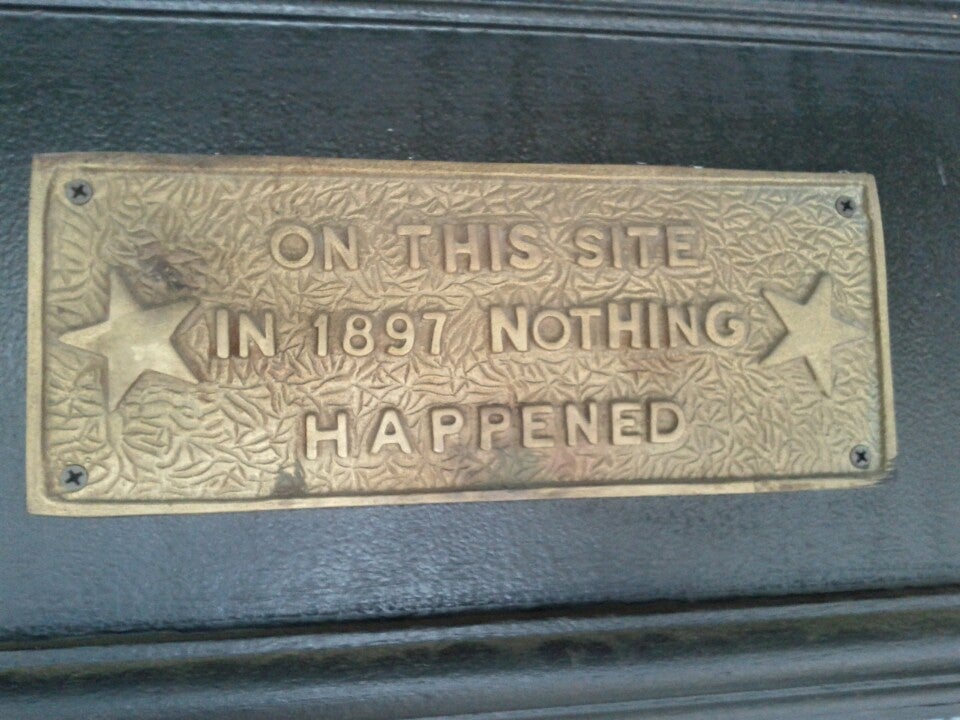 ON THIS SITE
IN 1897 NOTHING
HAPPENED